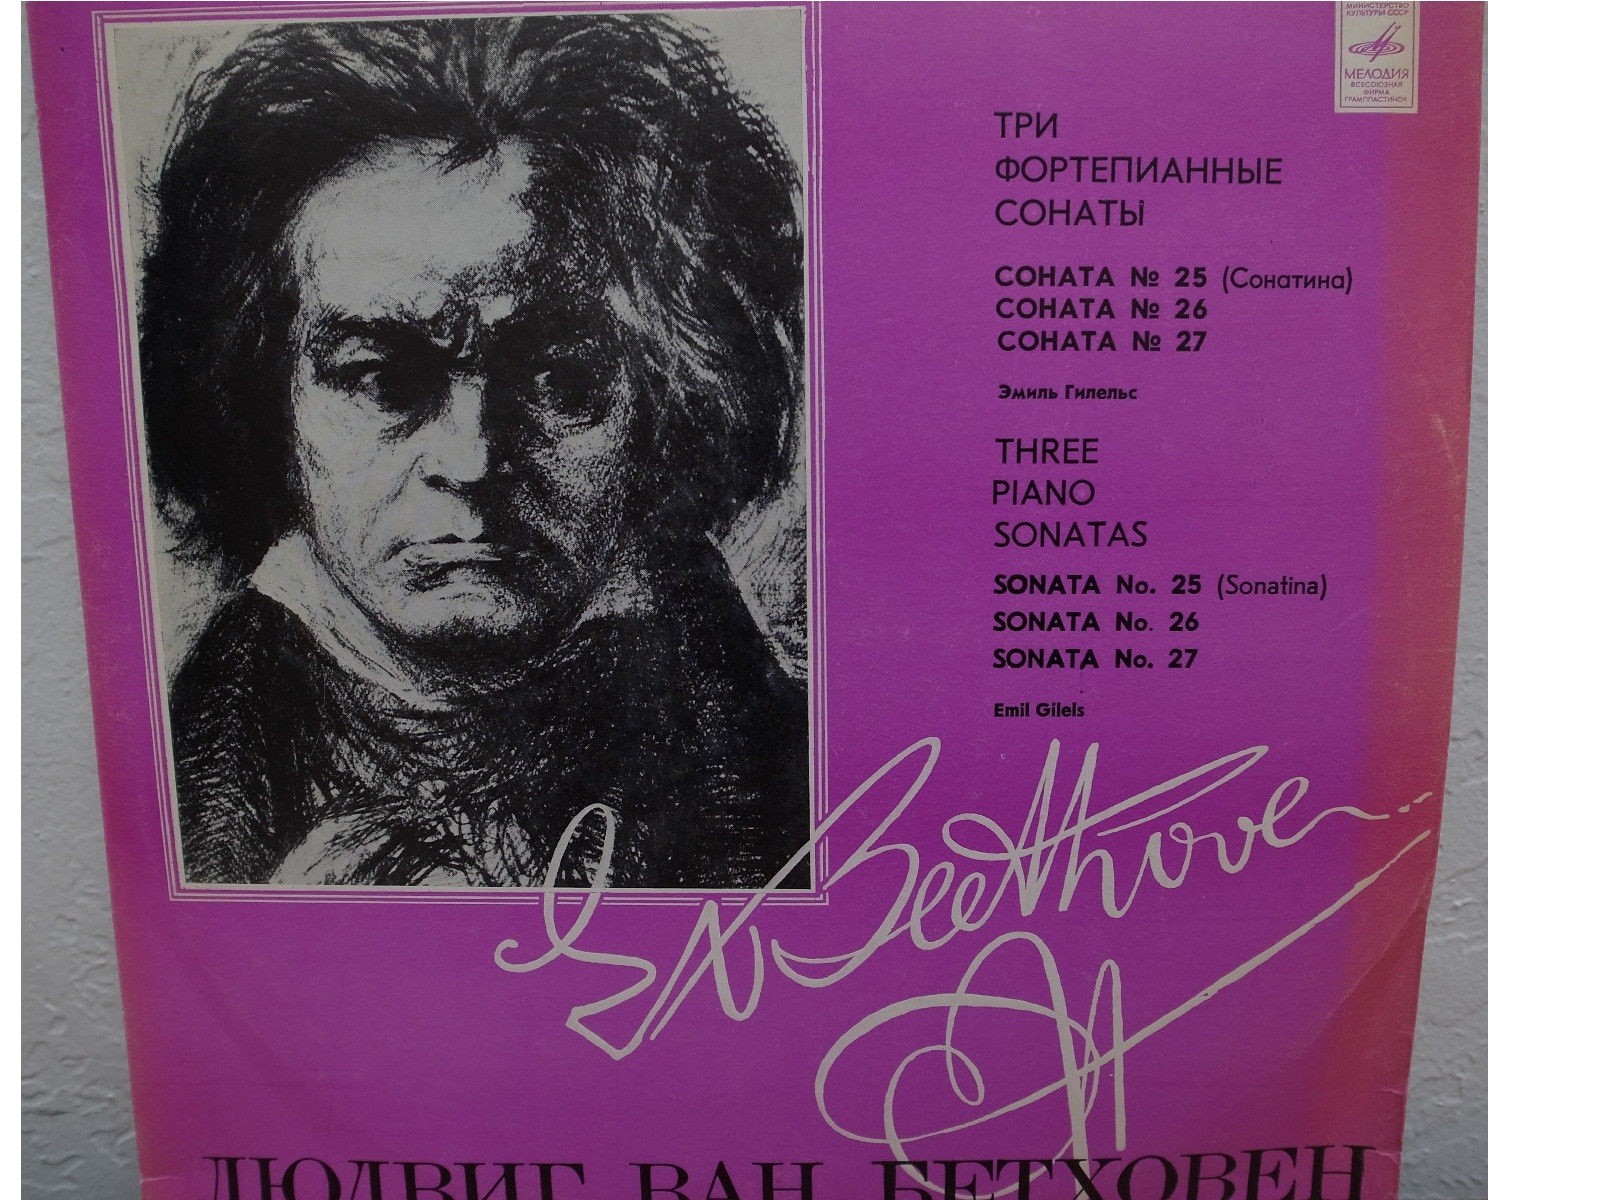 МИНИСТЕРСТВО
КУЛЬТУРЫ СССР
МЕЛОДИЯ
ВСЕСОЮЗНАЯ
ФИРМА
ГРАМПЛАСТИНОК
ТРИ
ФОРТЕПИАННЫЕ
СОНАТЫ
СОНАТА № 25 (Сонатина)
СОНАТА № 26
СОНАТА № 27
Эмиль Гилельс
THREE
PIANO
SONATAS
SONATA No. 25 (Sonatina)
SONATA No. 26
SONATA No. 27
Emil Gilels
Beethoven
ЛЮДВИГ ВАН БЕТХОВЕН